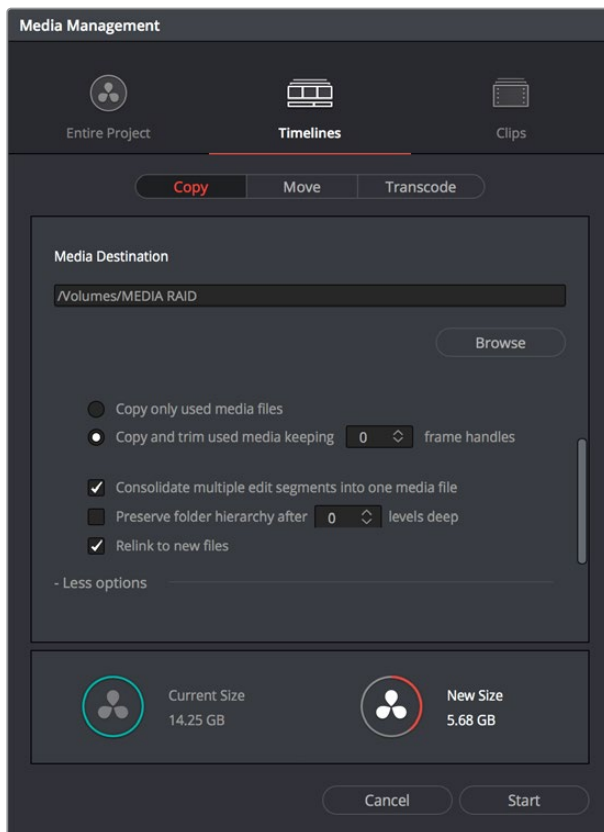 Media Management
Entire Project
Timelines
Clips
Copy
Move
Transcode
Media Destination
/Volumes/MEDIA RAID
Browse
Copy only used media files
Copy and trim used media keeping 0 frame handles
Consolidate multiple edit segments into one media file
Preserve folder hierarchy after 0 levels deep
Relink to new files
- Less options
Current Size
14.25 GB
New Size
5.68 GB
Cancel
Start